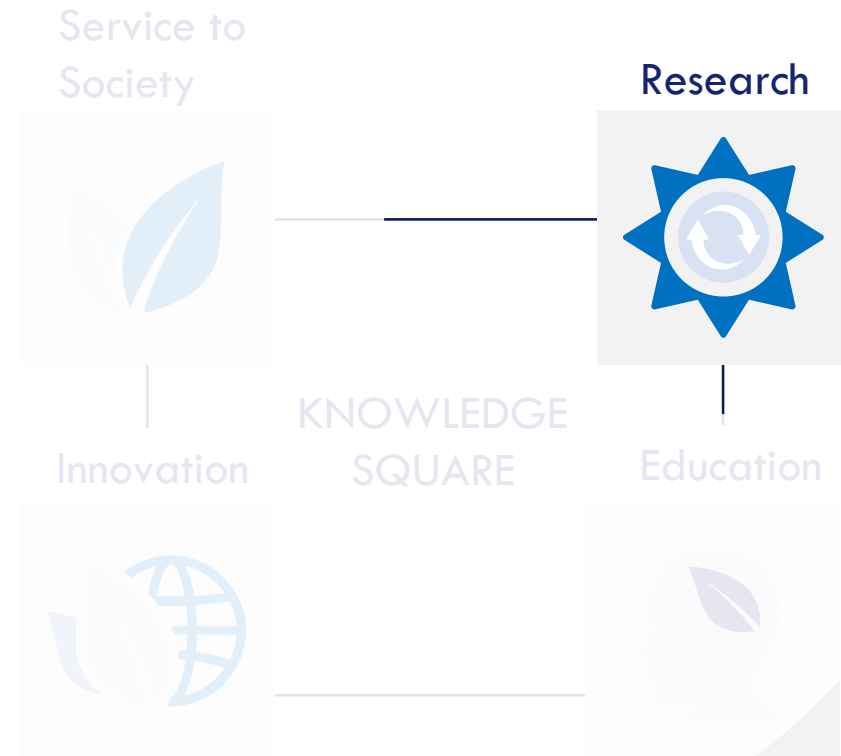 Service to
Society
Research
KNOWLEDGE
SQUARE
Innovation
Education